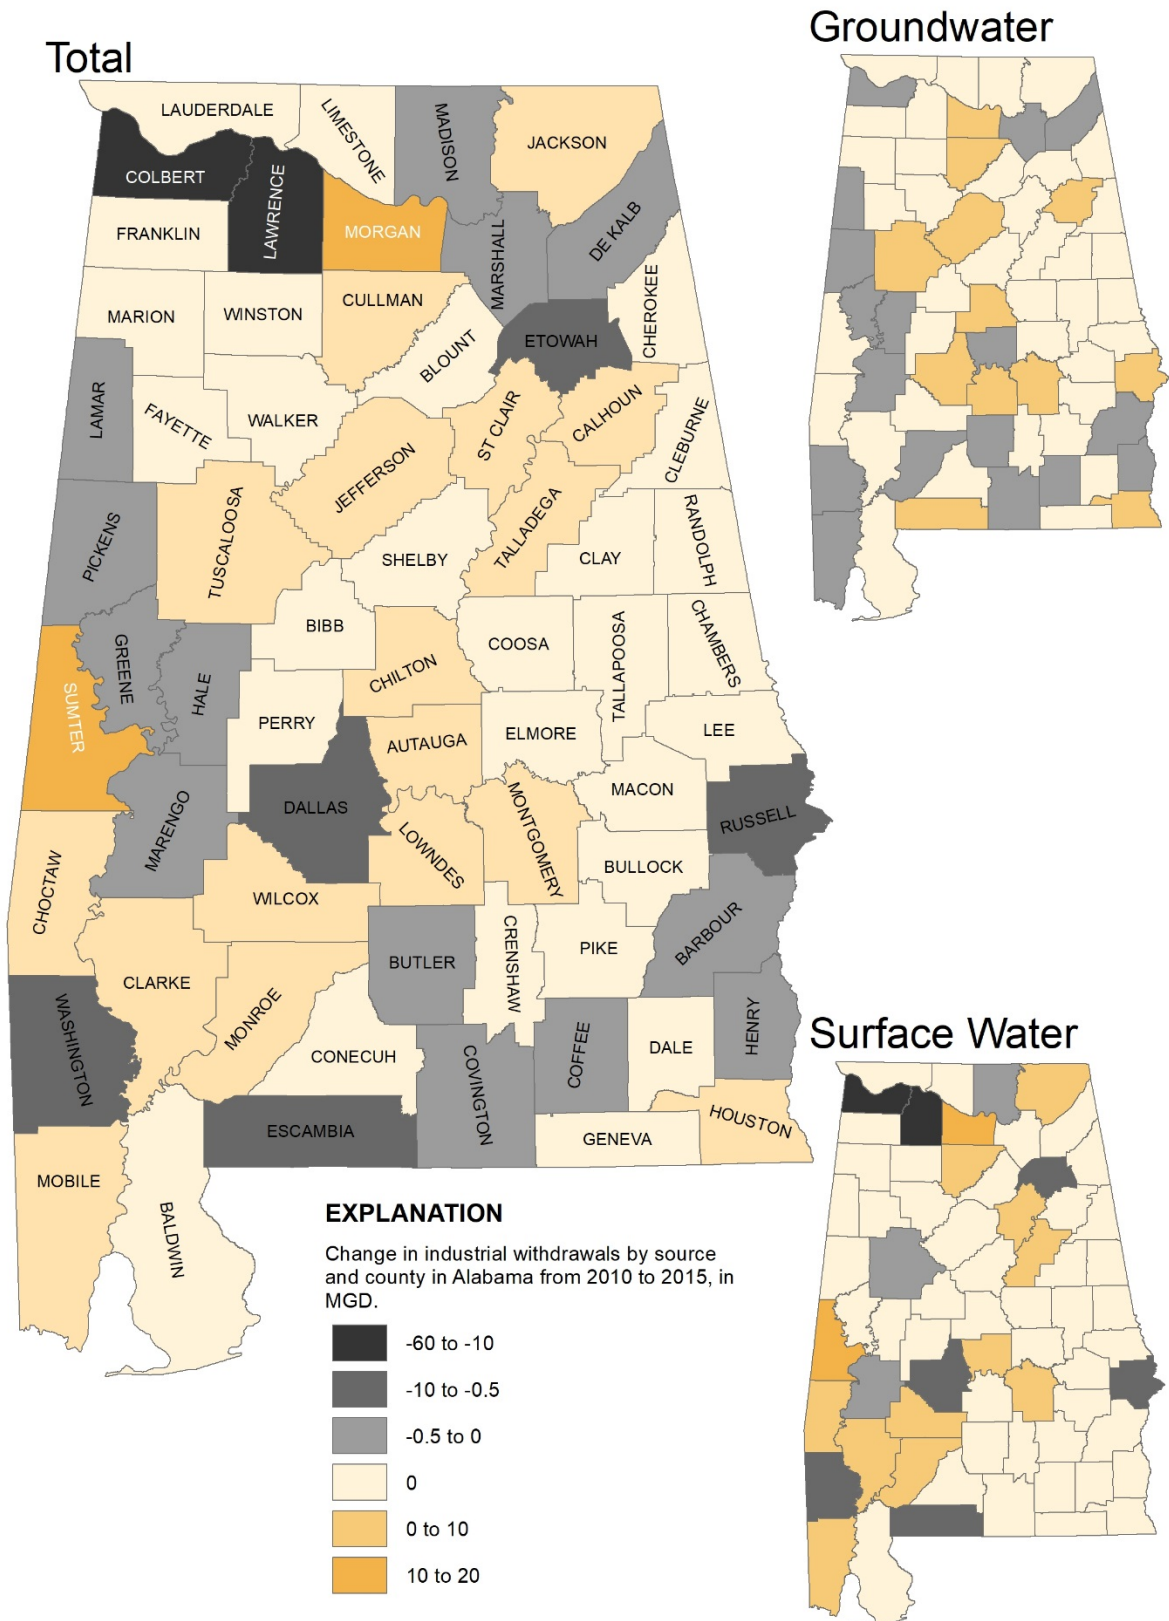 Total
Groundwater
LAUDERDALE
LIMESTONE
MADISON
JACKSON
COLBERT
LAWRENCE
FRANKLIN
MORGAN
MARSHALL
DE KALB
CHEROKEE
MARION
WINSTON
CULLMAN
BLOUNT
ETOWAH
LAMAR
FAYETTE
WALKER
JEFFERSON
ST CLAIR
CALHOUN
CLEBURNE
PICKENS
TUSCALOOSA
SHELBY
TALLADEGA
CLAY
RANDOLPH
GREENE
HALE
BIBB
CHILTON
COOSA
TALLAPOOSA
CHAMBERS
SUMTER
PERRY
AUTAUGA
ELMORE
LEE
MARENGO
DALLAS
LOWNDES
MONTGOMERY
MACON
RUSSELL
CHOCTAW
WILCOX
BULLOCK
CLARKE
MONROE
BUTLER
CRENSHAW
PIKE
BARBOUR
WASHINGTON
CONECUH
COVINGTON
COFFEE
DALE
HENRY
Surface Water
ESCAMBIA
GENEVA
HOUSTON
MOBILE
BALDWIN
EXPLANATION
Change in industrial withdrawals by source
and county in Alabama from 2010 to 2015, in
MGD.
-60 to -10
-10 to -0.5
-0.5 to 0
0
0 to 10
10 to 20